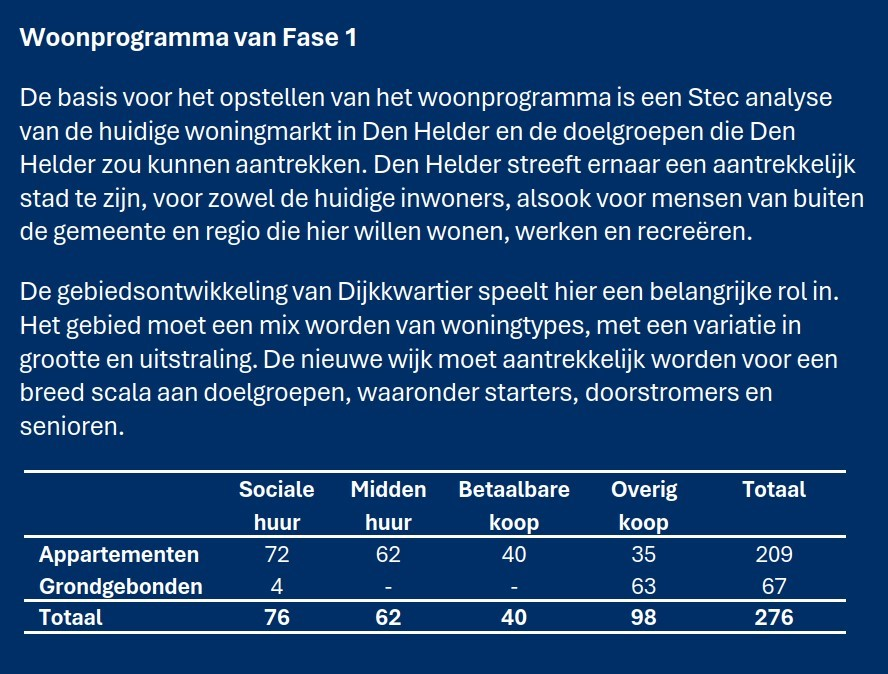 Woonprogramma van Fase 1
De basis voor het opstellen van het woonprogramma is een Stec analyse
van de huidige woningmarkt in Den Helder en de doelgroepen die Den
Helder zou kunnen aantrekken. Den Helder streeft ernaar een aantrekkelijk
stad te zijn, voor zowel de huidige inwoners, alsook voor mensen van buiten
de gemeente en regio die hier willen wonen, werken en recreëren.
De gebiedsontwikkeling van Dijkkwartier speelt hier een belangrijke rol in.
Het gebied moet een mix worden van woningtypes, met een variatie in
grootte en uitstraling. De nieuwe wijk moet aantrekkelijk worden voor een
breed scala aan doelgroepen, waaronder starters, doorstromers en
senioren.
Sociale Midden Betaalbare Overig Totaal
huur huur koop koop
Appartementen 72 62 40 35 209
Grondgebonden 4 - - 63 67
Totaal 76 62 40 98 276